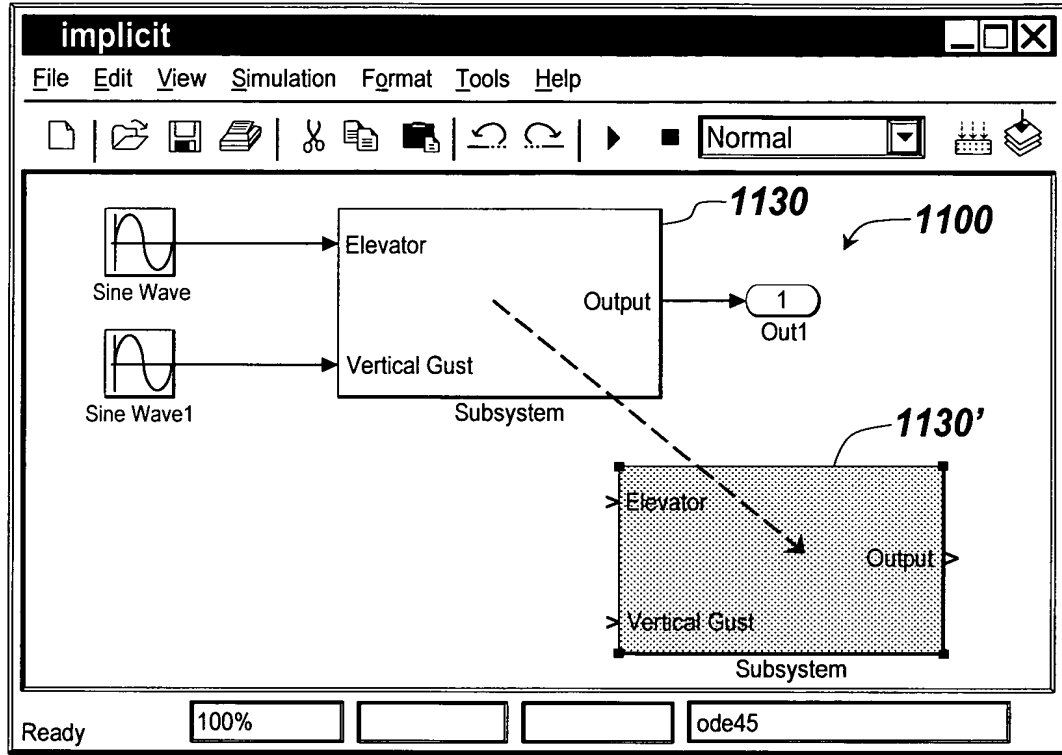 implicit
File Edit View Simulation Format Tools Help
Normal
1130
1100
Elevator
Sine Wave
Output
1
Out1
Vertical Gust
Sine Wave1
Subsystem
1130’
Elevator
Output
Vertical Gust
Subsystem
Ready
100%
ode45